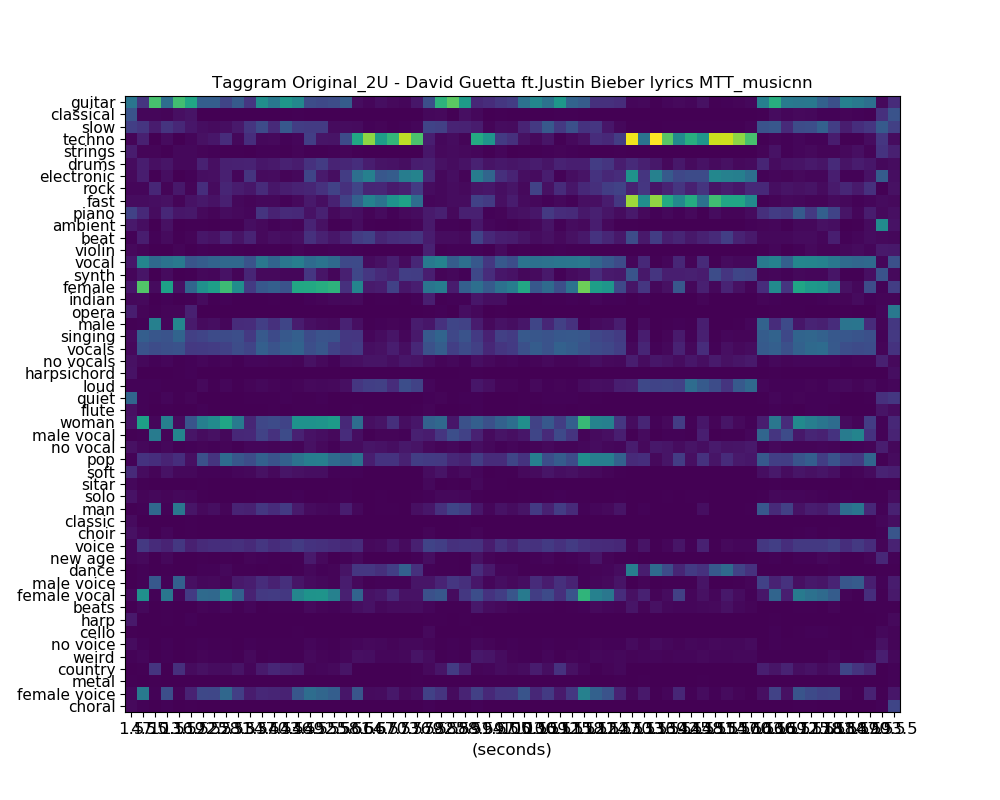 Taggram Original_2U - David Guetta ft.Justin Bieber lyrics MTT_musicnn
guitar
classical
slow
techno
strings
drums
electronic
rock
fast
piano
ambient
beat
violin
vocal
synth
female
indian
opera
male
singing
vocals
no vocals
harpsichord
loud
quiet
flute
woman
male vocal
no vocal
pop
soft
sitar
solo
man
classic
choir
voice
new age
dance
male voice
female vocal
beats
harp
cello
no voice
weird
country
metal
female voice
choral
(seconds)